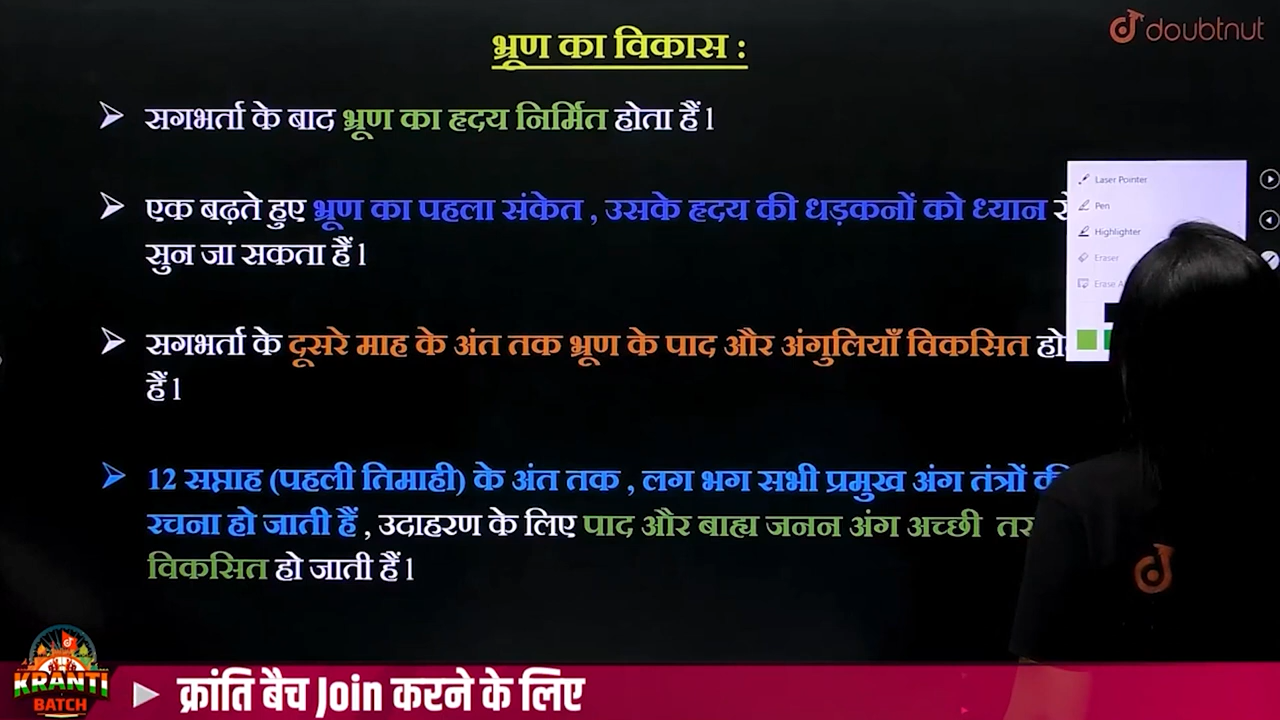 भ्रूण का विकास :
doubtnut
➢ सगभर्ता के बाद भ्रूण का हृदय निर्मित होता हैं l
➢ एक बढ़ते हुए भ्रूण का पहला संकेत , उसके हृदय की धड़कनों को ध्यान
सुन जा सकता हैं l
➢ सगभर्ता के दूसरे माह के अंत तक भ्रूण के पाद और अंगुलियाँ विकसित
हैं l
➢ 12 सप्ताह (पहली तिमाही) के अंत तक , लग भग सभी प्रमुख अंग तंत्रों
रचना हो जाती हैं , उदाहरण के लिए पाद और बाह्य जनन अंग अच्छी
विकसित हो जाती हैं l
Laser Pointer
Pen
Highlighter
Eraser
Erase
KRANTI
BATCH
क्रांति बैच Join करने के लिए